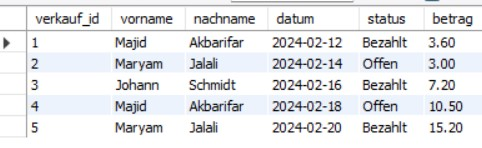 verkauf_id vorname nachname datum status betrag
1 Majid Akbarifar 2024-02-12 Bezahlt 3.60
2 Maryam Jalali 2024-02-14 Offen 3.00
3 Johann Schmidt 2024-02-16 Bezahlt 7.20
4 Majid Akbarifar 2024-02-18 Offen 10.50
5 Maryam Jalali 2024-02-20 Bezahlt 15.20